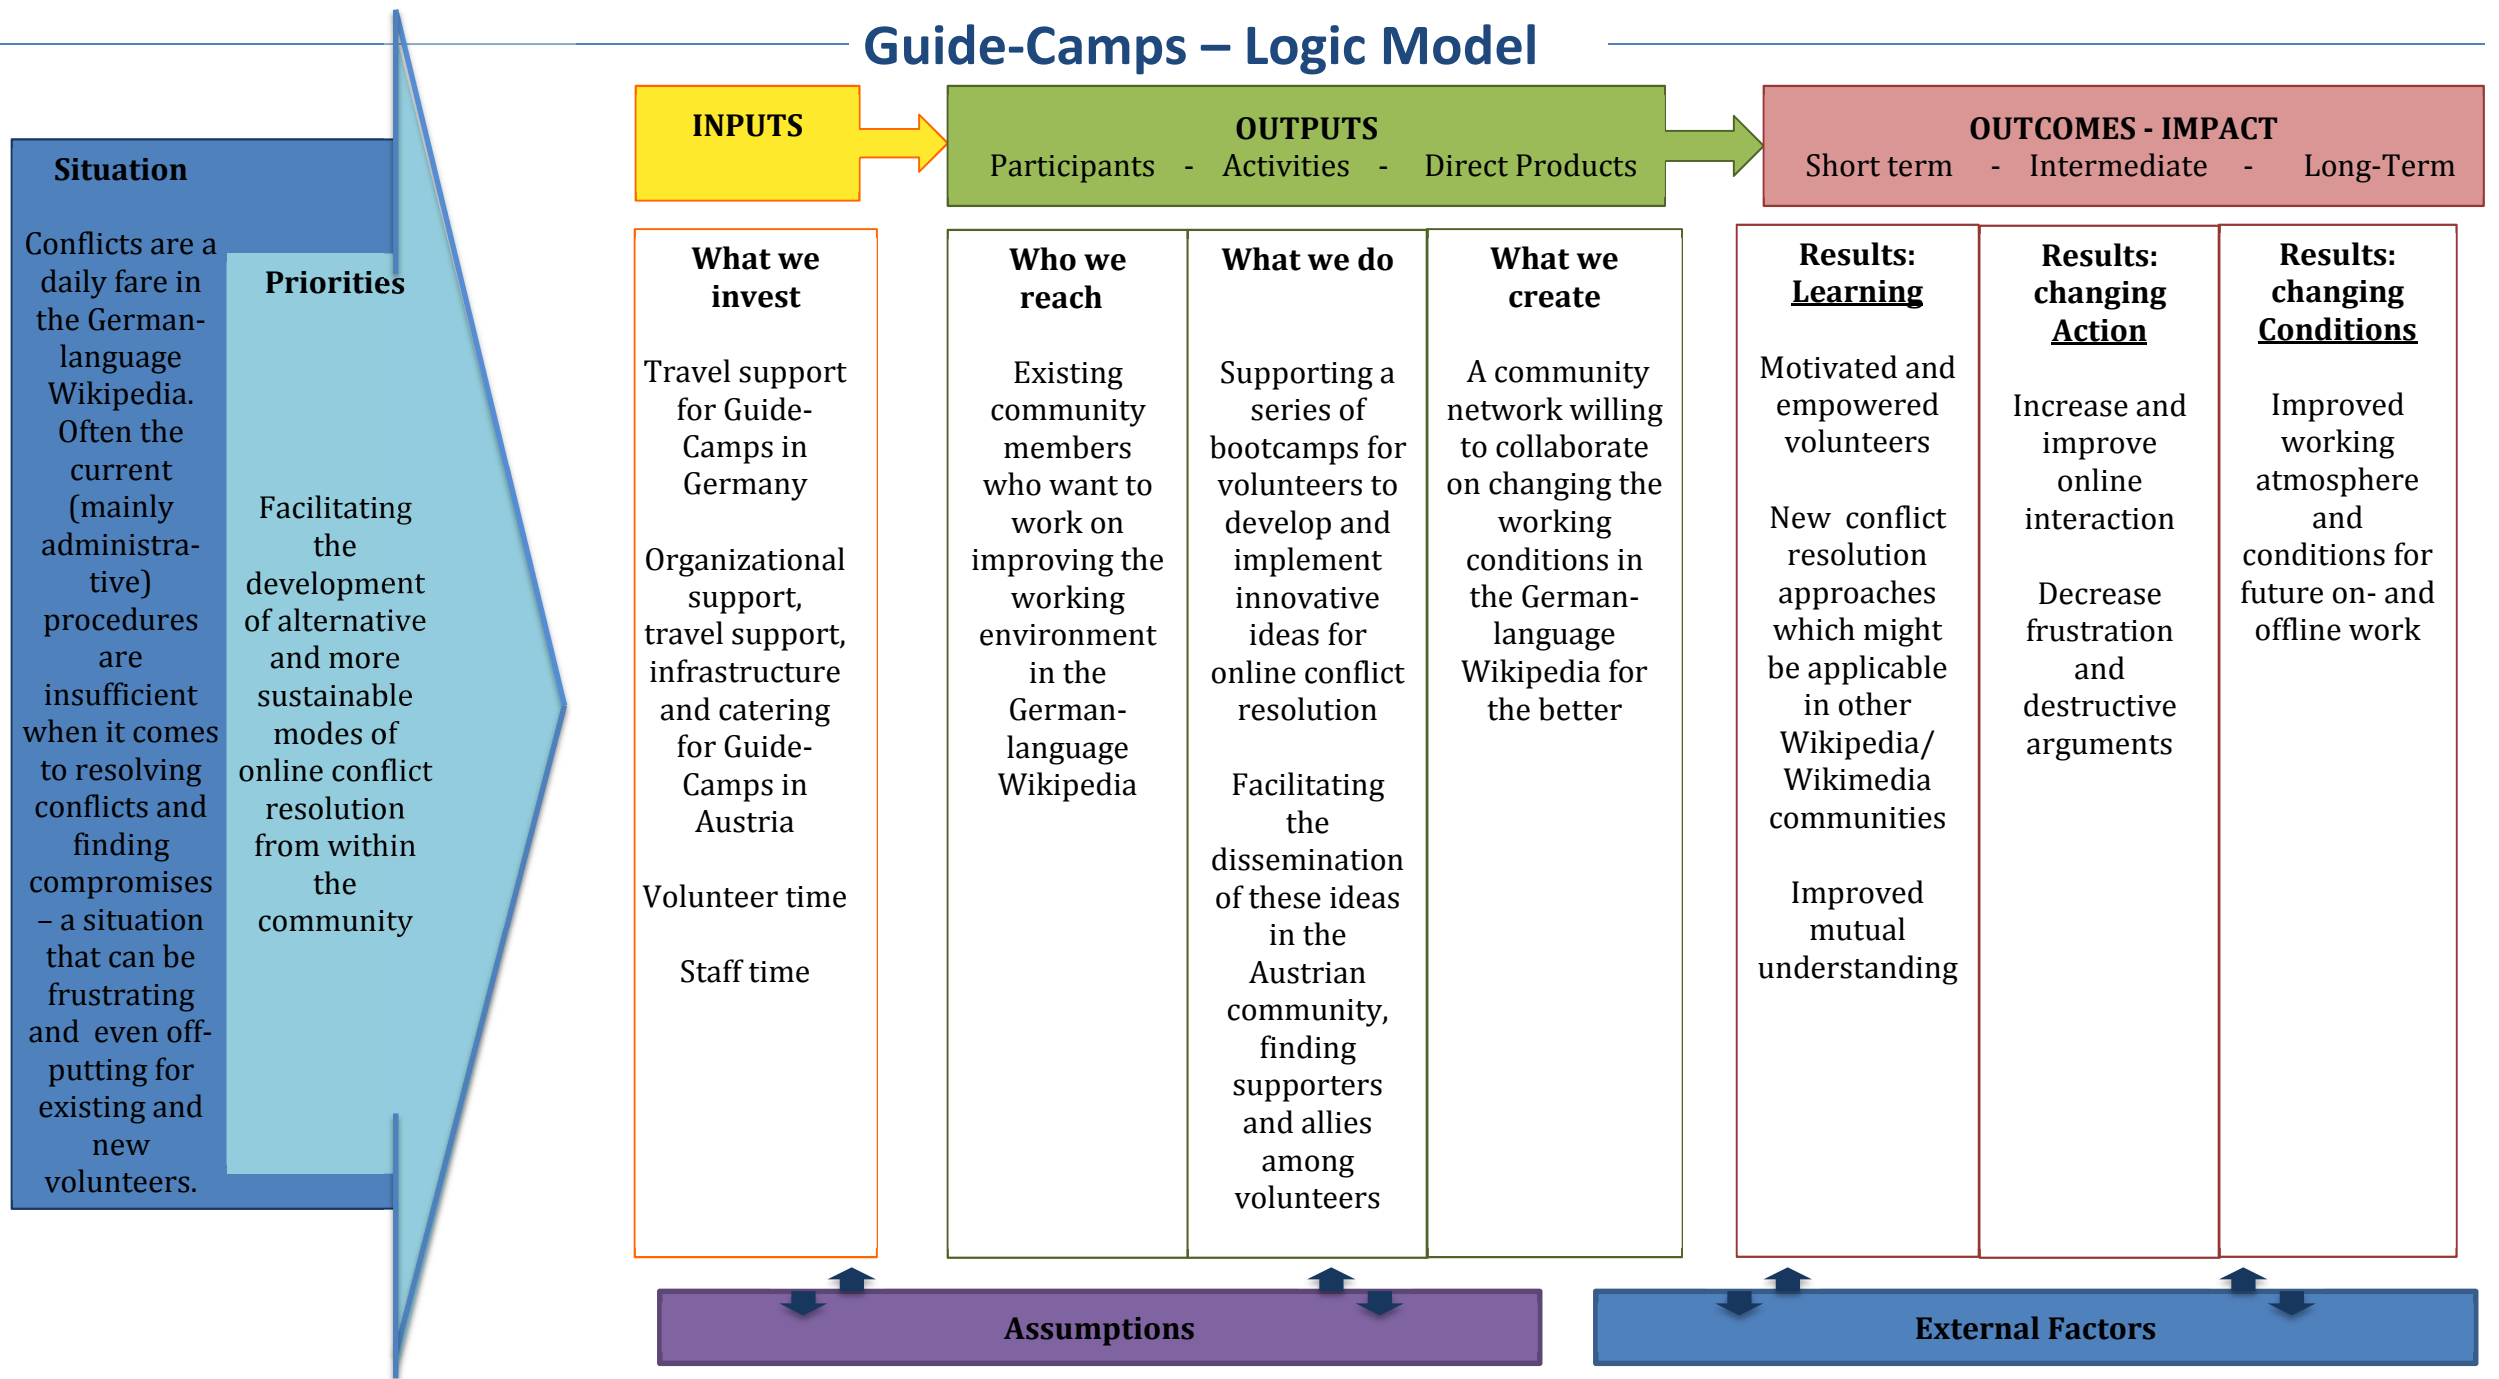 Guide-Camps – Logic Model
Situation
Conflicts are a
daily fare in
the German-
language
Wikipedia.
Often the
current
(mainly
administra-
tive)
procedures
are
insufficient
when it comes
to resolving
conflicts and
finding
compromises
– a situation
that can be
frustrating
and even off-
putting for
existing and
new
volunteers.
Priorities
Facilitating
the
development
of alternative
and more
sustainable
modes of
online conflict
resolution
from within
the
community
INPUTS
OUTPUTS
Participants - Activities - Direct Products
OUTCOMES - IMPACT
Short term - Intermediate - Long-Term
What we
invest
Travel support
for Guide-
Camps in
Germany
Organizational
support,
travel support,
infrastructure
and catering
for Guide-
Camps in
Austria
Volunteer time
Staff time
Who we
reach
Existing
community
members
who want to
work on
improving the
working
environment
in the
German-
language
Wikipedia
What we do
Supporting a
series of
bootcamps for
volunteers to
develop and
implement
innovative
ideas for
online conflict
resolution
Facilitating
the
dissemination
of these ideas
in the
Austrian
community,
finding
supporters
and allies
among
volunteers
What we
create
A community
network willing
to collaborate
on changing the
working
conditions in
the German-
language
Wikipedia for
the better
Results:
Learning
Motivated and
empowered
volunteers
New conflict
resolution
approaches
which might
be applicable
in other
Wikipedia/
Wikimedia
communities
Improved
mutual
understanding
Results:
changing
Action
Increase and
improve
online
interaction
Decrease
frustration
and
destructive
arguments
Results:
changing
Conditions
Improved
working
atmosphere
and
conditions for
future on- and
offline work
Assumptions
External Factors